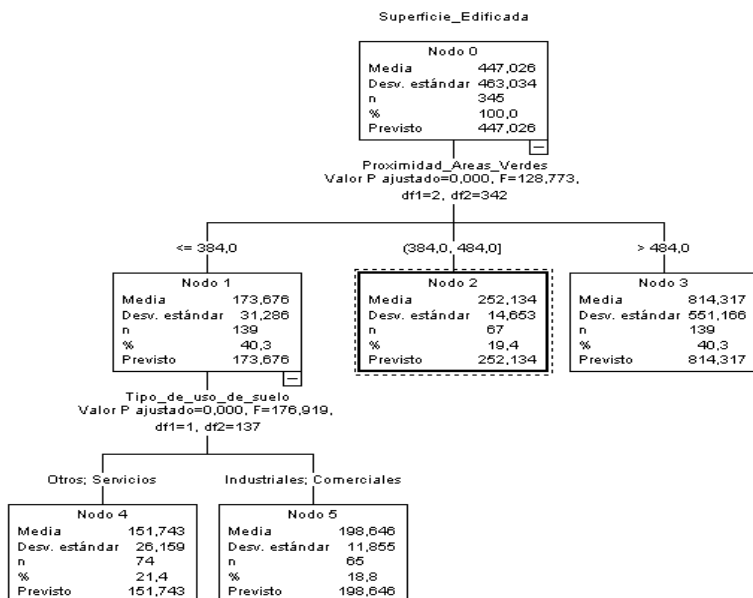 Superficie_Edificada
Nodo 0
Media 447,026
Desv. estándar 463,034
n 345
% 100,0
Previsto 447,026
Proximidad_Areas_Verdes
Valor P ajustado=0,000, F=128,773,
df1=2, df2=342
<= 384,0
(384,0, 484,0]
> 484,0
Nodo 1
Media 173,676
Desv. estándar 31,286
n 139
% 40,3
Previsto 173,676
Nodo 2
Media 252,134
Desv. estándar 14,653
n 67
% 19,4
Previsto 252,134
Nodo 3
Media 814,317
Desv. estándar 551,166
n 139
% 40,3
Previsto 814,317
Tipo_de_uso_de_suelo
Valor P ajustado=0,000, F=176,919,
df1=1, df2=137
Otros; Servicios
Industriales; Comerciales
Nodo 4
Media 151,743
Desv. estándar 26,159
n 74
% 21,4
Previsto 151,743
Nodo 5
Media 198,646
Desv. estándar 11,855
n 65
% 18,8
Previsto 198,646